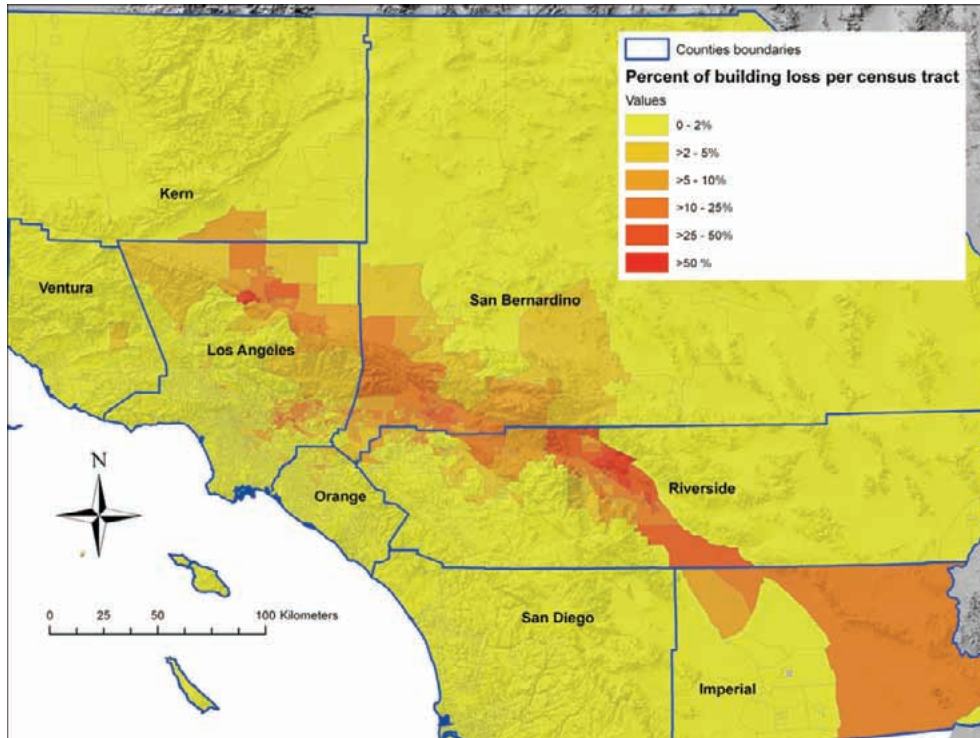 Counties boundaries
Percent of building loss per census tract
Values
0 - 2%
>2 - 5%
>5 - 10%
>10 - 25%
>25 - 50%
>50 %
Kern
Ventura
San Bernardino
Los Angeles
N
Orange
Riverside
0 25 50 100 Kilometers
San Diego
Imperial